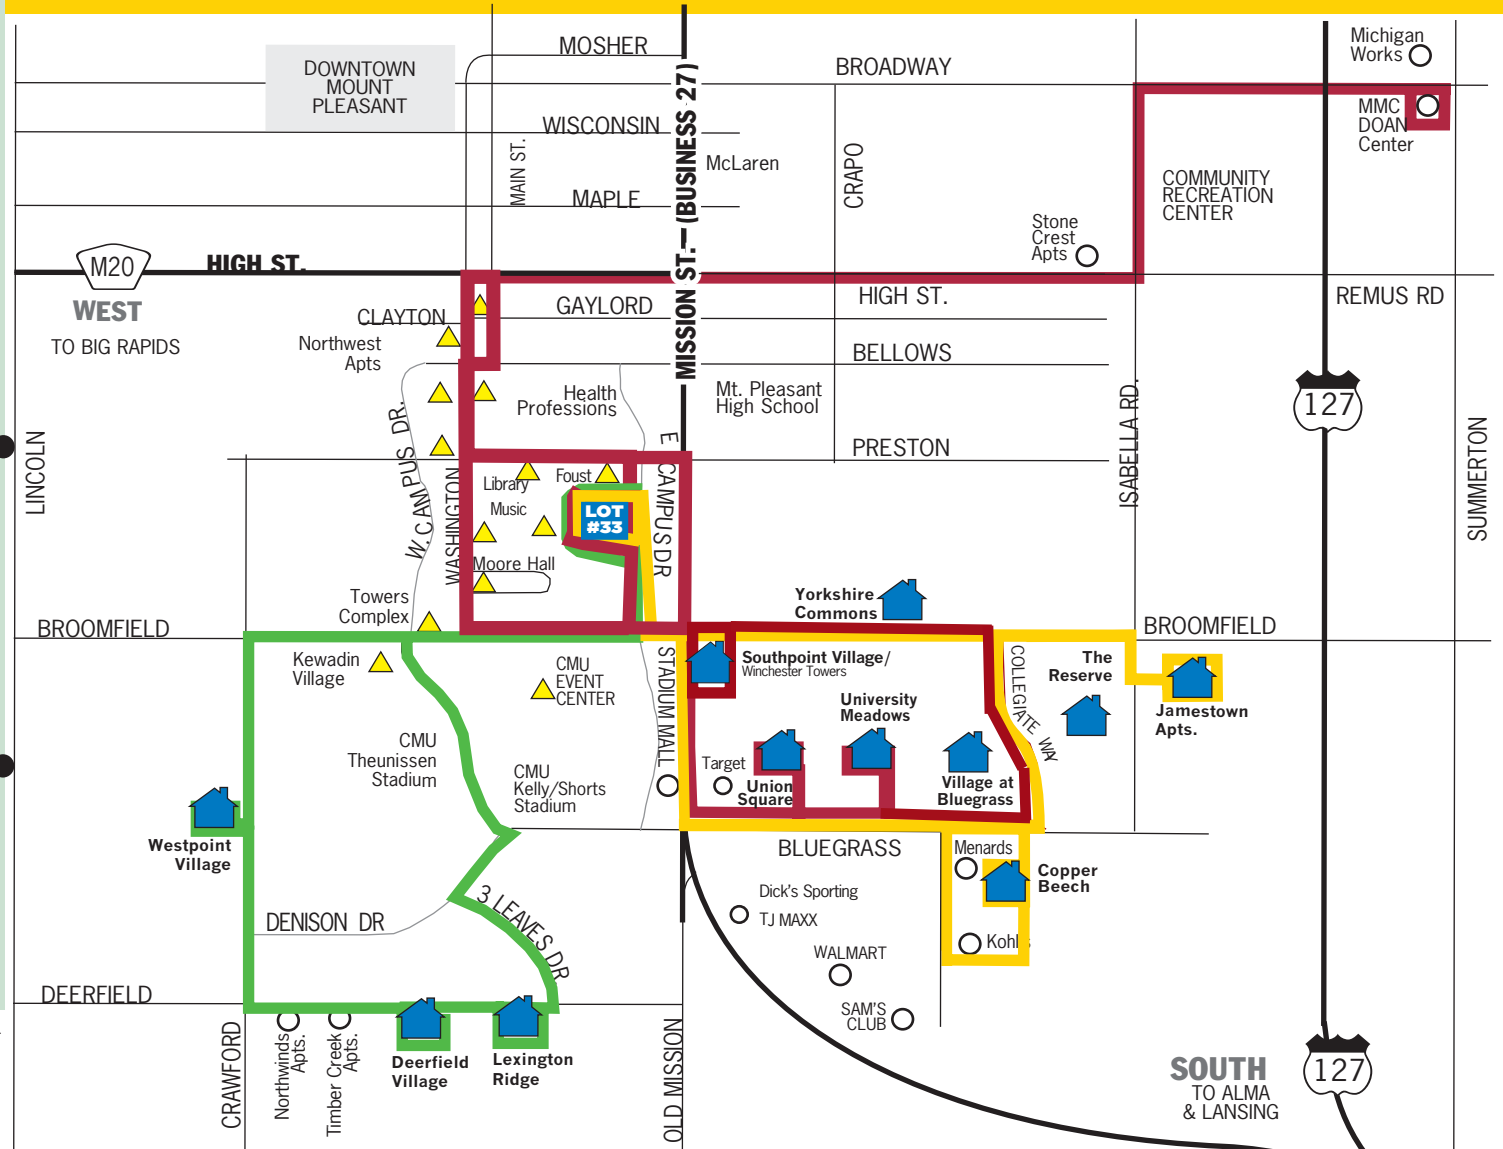 MOSHER
Michigan
Works
BROADWAY
DOWNTOWN
MOUNT
PLEASANT
MMC
DOAN
Center
WISCONSIN
MAIN ST.
MISSION ST.— (BUSINESS 27)
McLaren
CRAPO
COMMUNITY
RECREATION
CENTER
MAPLE
Stone
Crest
Apts
M20
HIGH ST.
WEST
TO BIG RAPIDS
GAYLORD
HIGH ST.
REMUS RD
CLAYTON
Northwest
Apts
BELLOWS
Health
Professions
Mt. Pleasant
High School
ISABELLA RD.
127
W. CAMPUS DR.
E CAMPUS DR
PRESTON
LINCOLN
SUMMERTON
WASHINGTON
Library
Foust
Music
LOT
#33
Moore Hall
Towers
Complex
Yorkshire
Commons
BROOMFIELD
BROOMFIELD
Kewadin
Village
CMU
EVENT
CENTER
STADIUM MALL
Southpoint Village/
Winchester Towers
COLLEGIATE WAY
The
Reserve
University
Meadows
Jamestown
Apts.
CMU
Theunissen
Stadium
CMU
Kelly/Shorts
Stadium
Target
Union
Square
Village at
Bluegrass
Westpoint
Village
BLUEGRASS
Menards
Copper
Beech
Dick's Sporting
TJ MAXX
3 LEAVES DR
DENISON DR
WALMART
Kohl's
DEERFIELD
SAM'S
CLUB
CRAWFORD
Northwinds
Apts.
Timber Creek
Apts.
Deerfield
Village
Lexington
Ridge
OLD MISSION
SOUTH
TO ALMA
& LANSING
127